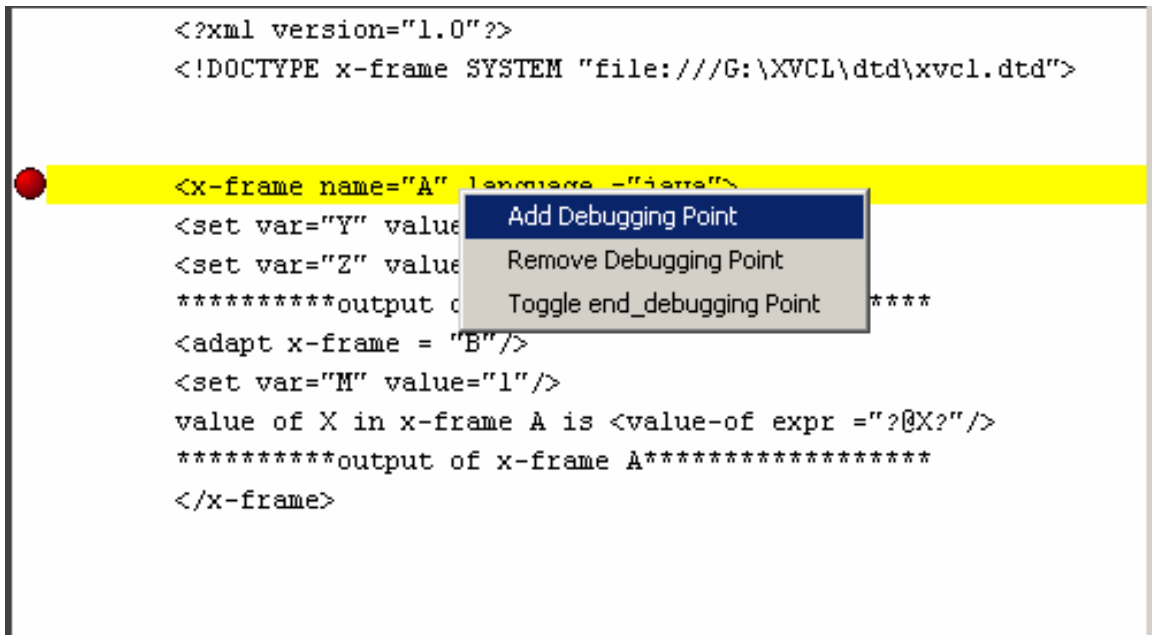 <?xml version="1.0"?>
<!DOCTYPE x-frame SYSTEM "file:///G:\XVCL\dtd\xvcl.dtd">
<x-frame name="A" language ="java">
Add Debugging Point
<set var="Y" value
Remove Debugging Point
<set var="Z" value
Toggle end_debugging Point
**********output o ****
<adapt x-frame = "B"/>
<set var="M" value="1"/>
value of X in x-frame A is <value-of expr ="?@X?"/>
**********output of x-frame A******************
</x-frame>